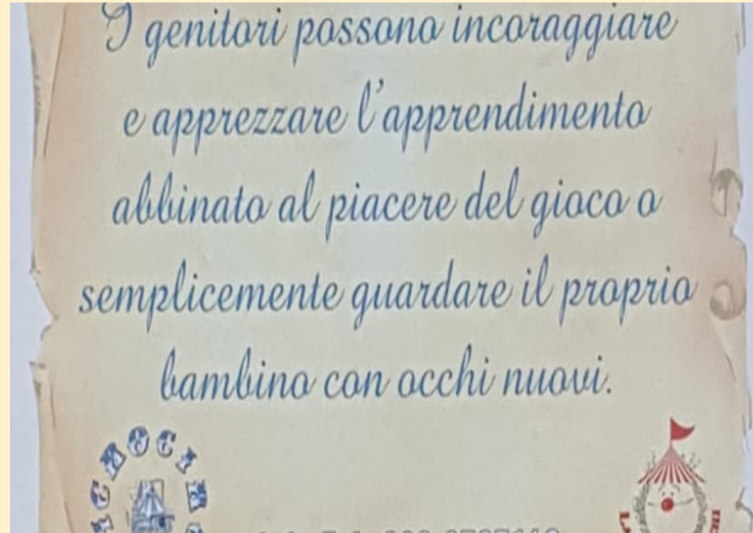 I genitori possono incoraggiare
e apprezzare l'apprendimento
abbinato al piacere del gioco o
semplicemente guardare il proprio
bambino con occhi nuovi.